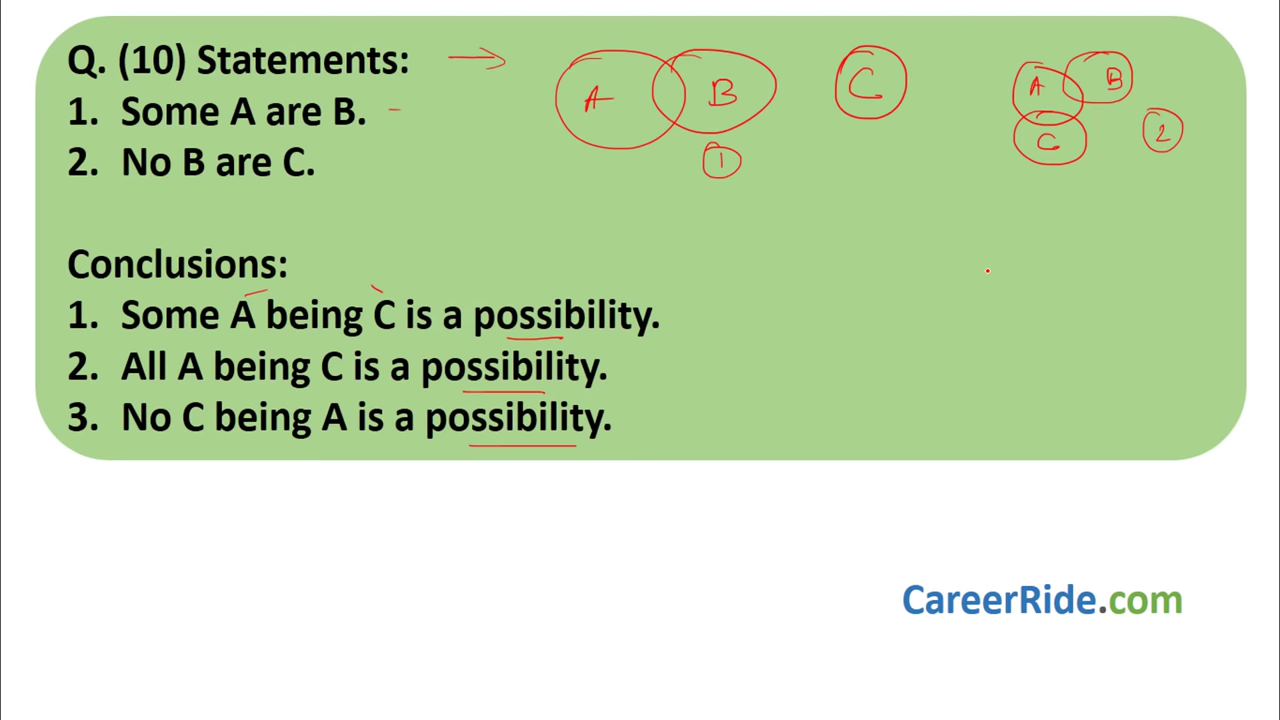 Q. (10) Statements:
1. Some A are B.
2. No B are C.
A B C
1
A B
C
2
Conclusions:
1. Some A being C is a possibility.
2. All A being C is a possibility.
3. No C being A is a possibility.
CareerRide.com